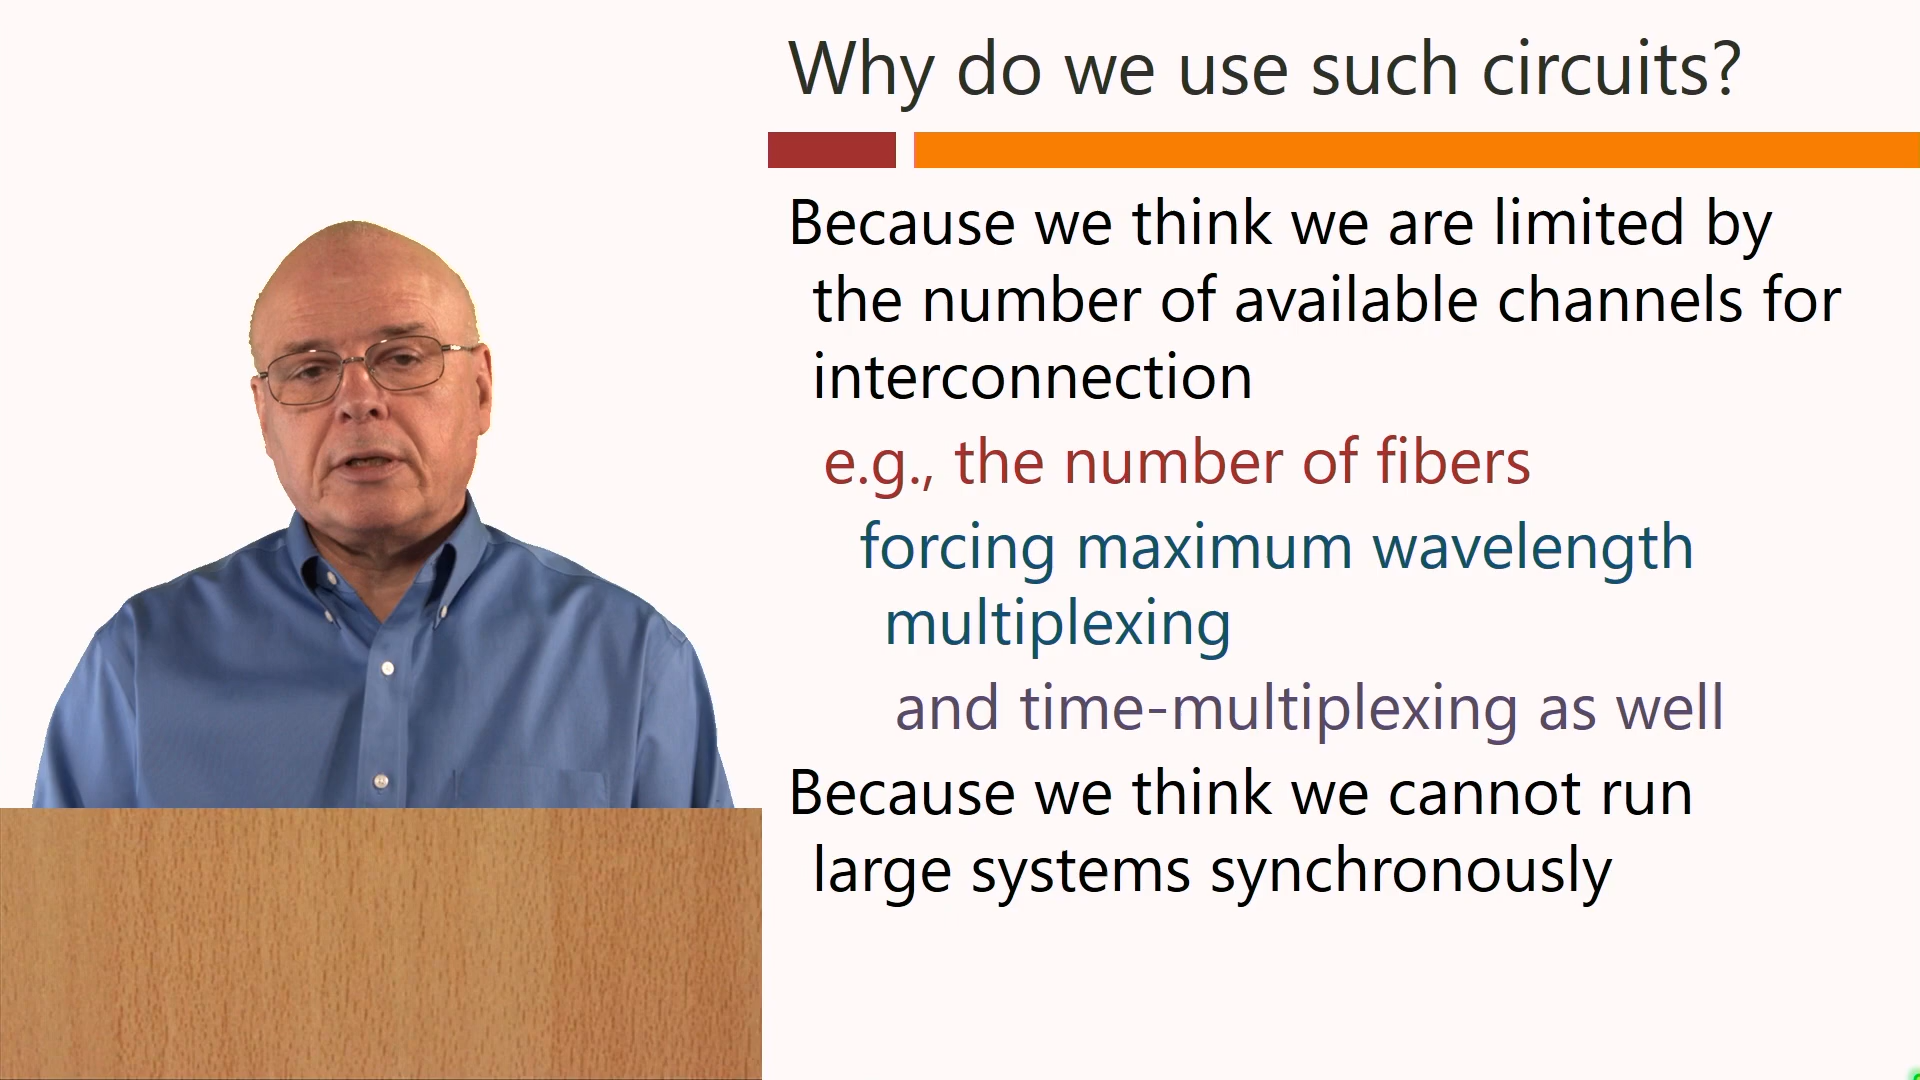 Why do we use such circuits?
Because we think we are limited by
the number of available channels for
interconnection
e.g., the number of fibers
forcing maximum wavelength
multiplexing
and time-multiplexing as well
Because we think we cannot run
large systems synchronously